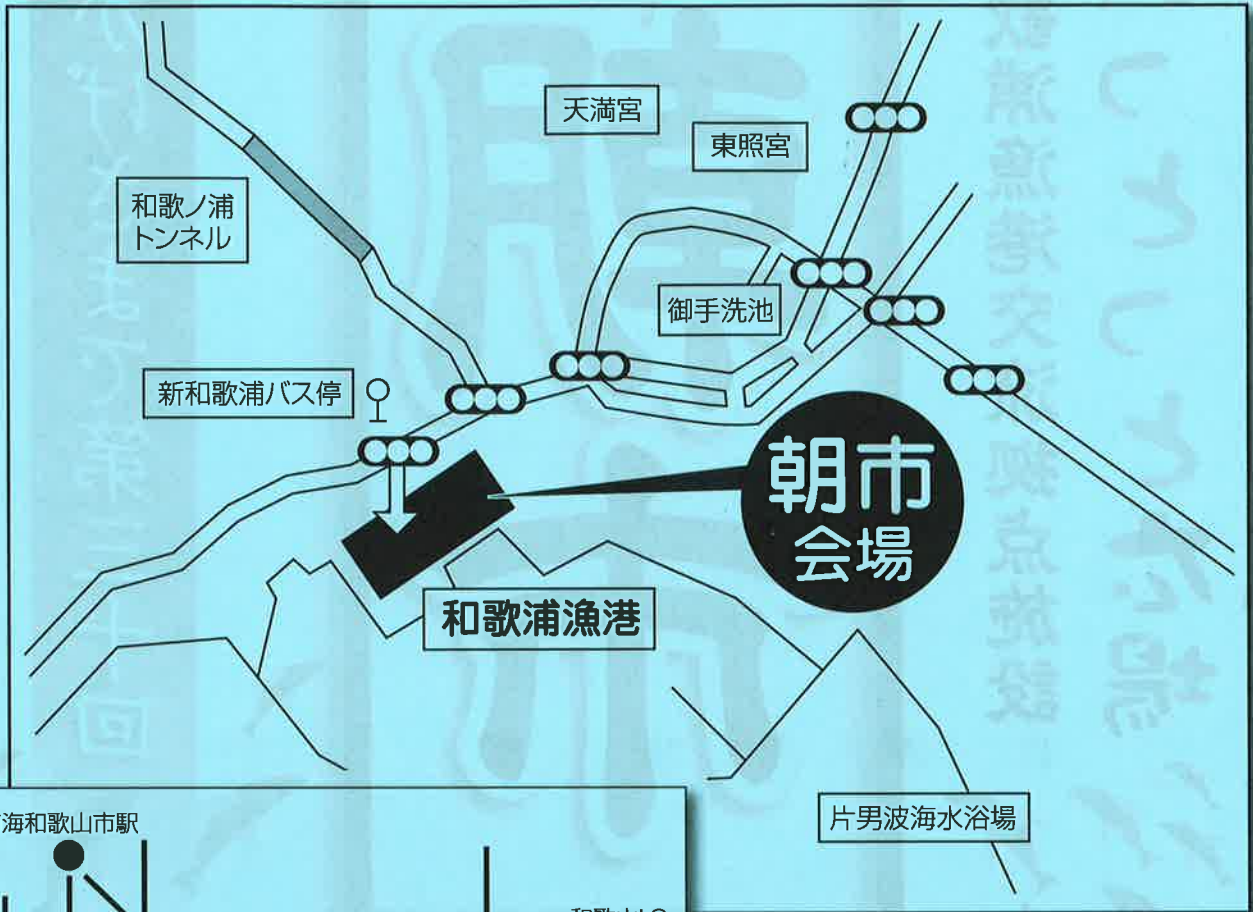 天満宮
東照宮
和歌ノ浦
トンネル
御手洗池
新和歌浦バス停
朝市
会場
和歌浦漁港
片男波海水浴場
海和歌山市駅